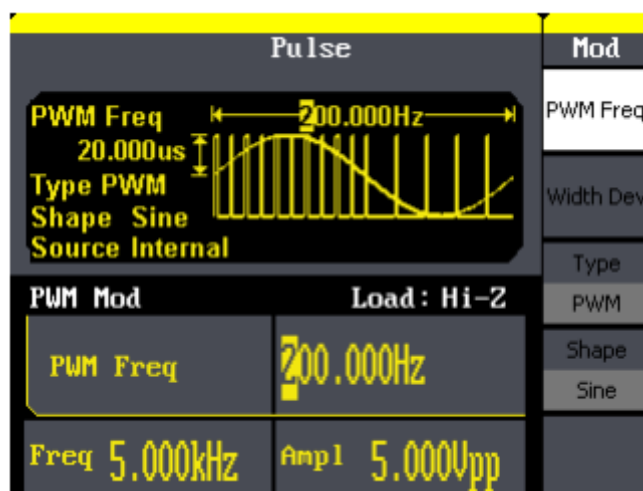 Pulse
Mod
PWM Freq 200.000Hz
20.000us
Type PWM
Shape Sine
Source Internal
PWM Freq
Width Dev
Type
PWM
Shape
Sine
PWM Mod Load: Hi-Z
PWM Freq 200.000Hz
Freq 5.000kHz Ampl 5.000Vpp